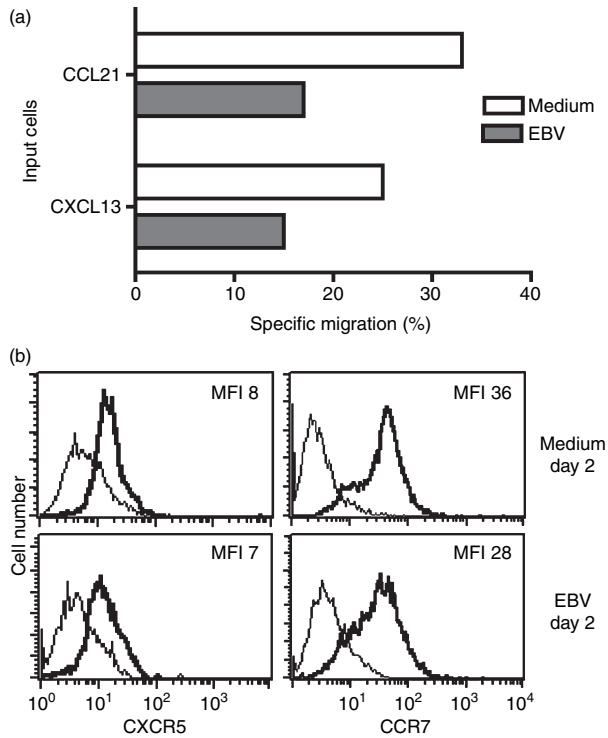 (a)
CCL21
CXCL13
Input cells
Medium
EBV
0 10 20 30 40
Specific migration (%)
(b)
MFI 8
MFI 36
Medium
day 2
Cell number
MFI 7
MFI 28
EBV
day 2
10⁰ 10¹ 10² 10³
10¹ 10² 10³ 10⁴
CXCR5
CCR7